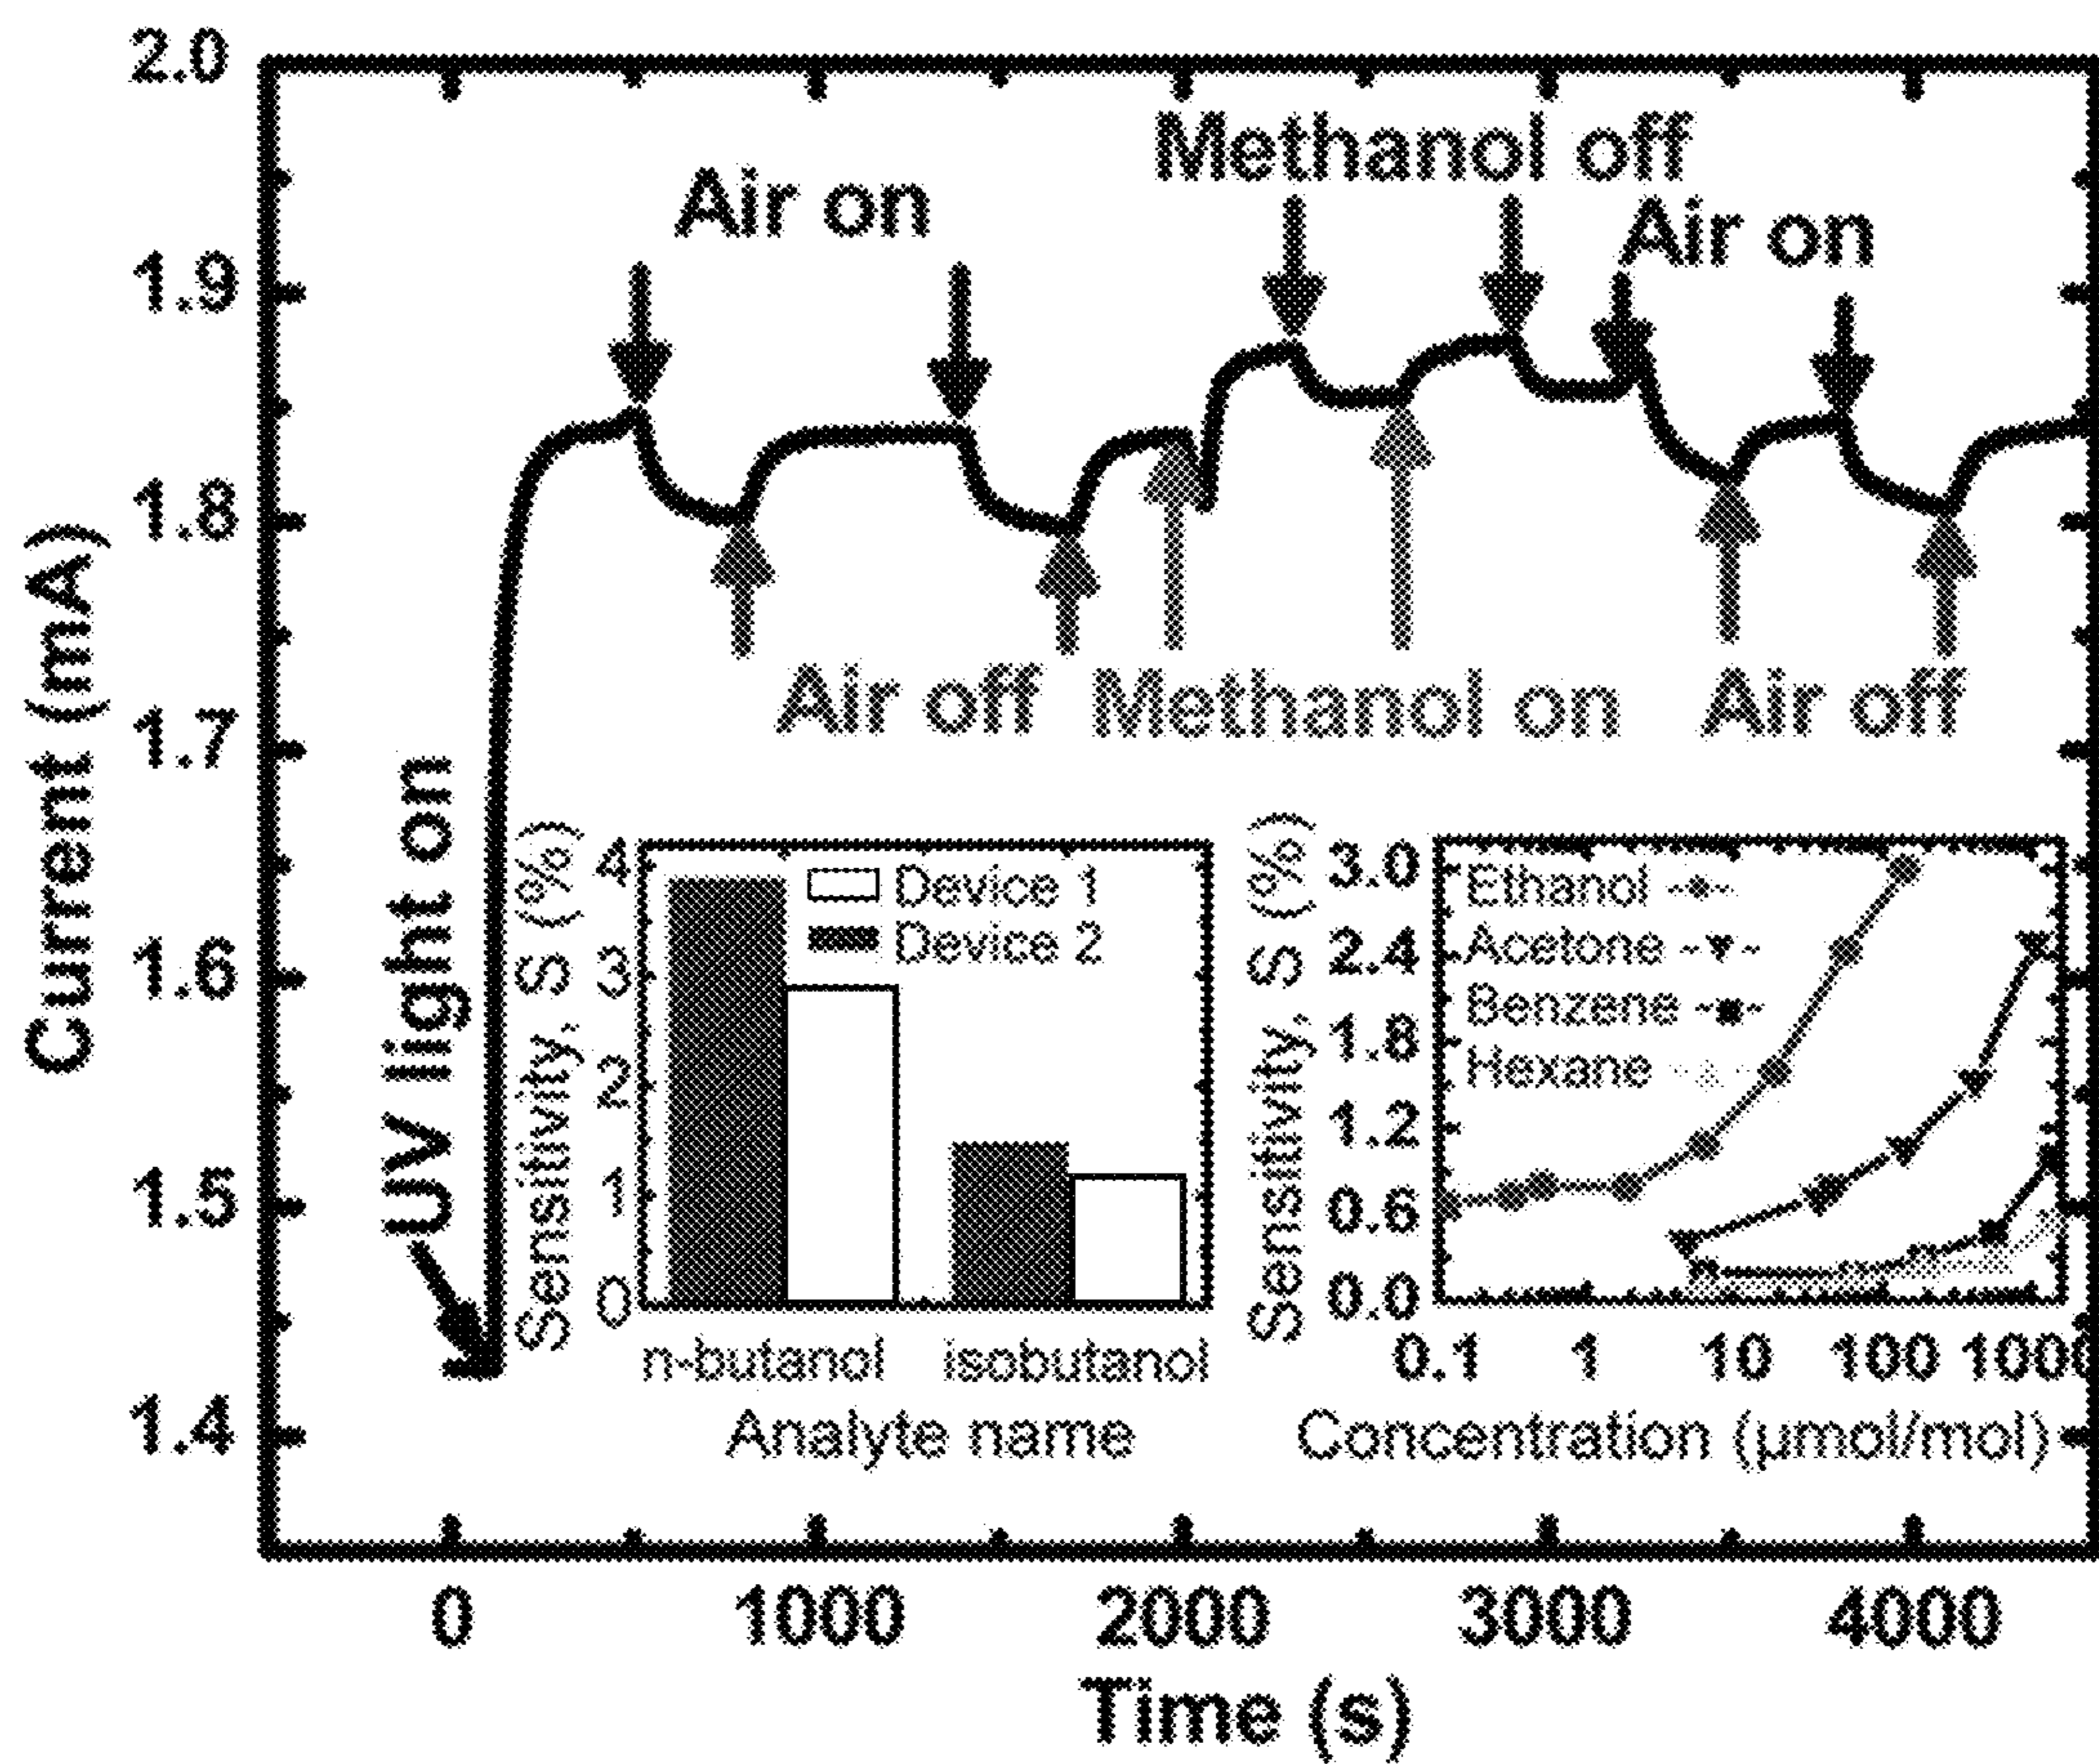 2.0
1.9
1.8
1.7
1.6
1.5
1.4
Current (mA)
Air on
Methanol off
Air on
Air off
Methanol on
Air off
UV light on
Sensitivity, S (%)
4
3
2
1
0
Device 1
Device 2
n-butanol isobutanol
Analyte name
Sensitivity, S (%)
3.0
2.4
1.8
1.2
0.6
0.0
Ethanol
Acetone
Benzene
Hexane
0.1 1 10 100 1000
Concentration (μmol/mol)
0 1000 2000 3000 4000
Time (s)